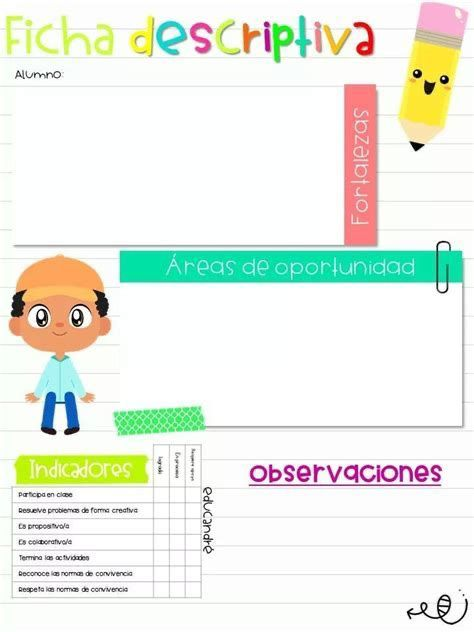 Ficha descriptiva
Alumno:
Fortalezas
Áreas de oportunidad
Indicadores
Logrado
En proceso
Requiere apoyo
Participa en clase
Resuelve problemas de forma creativa
Es propositivo/a
Es colaborativo/a
Termina las actividades
Reconoce las normas de convivencia
Respeta las normas de convivencia
educandrè
Observaciones